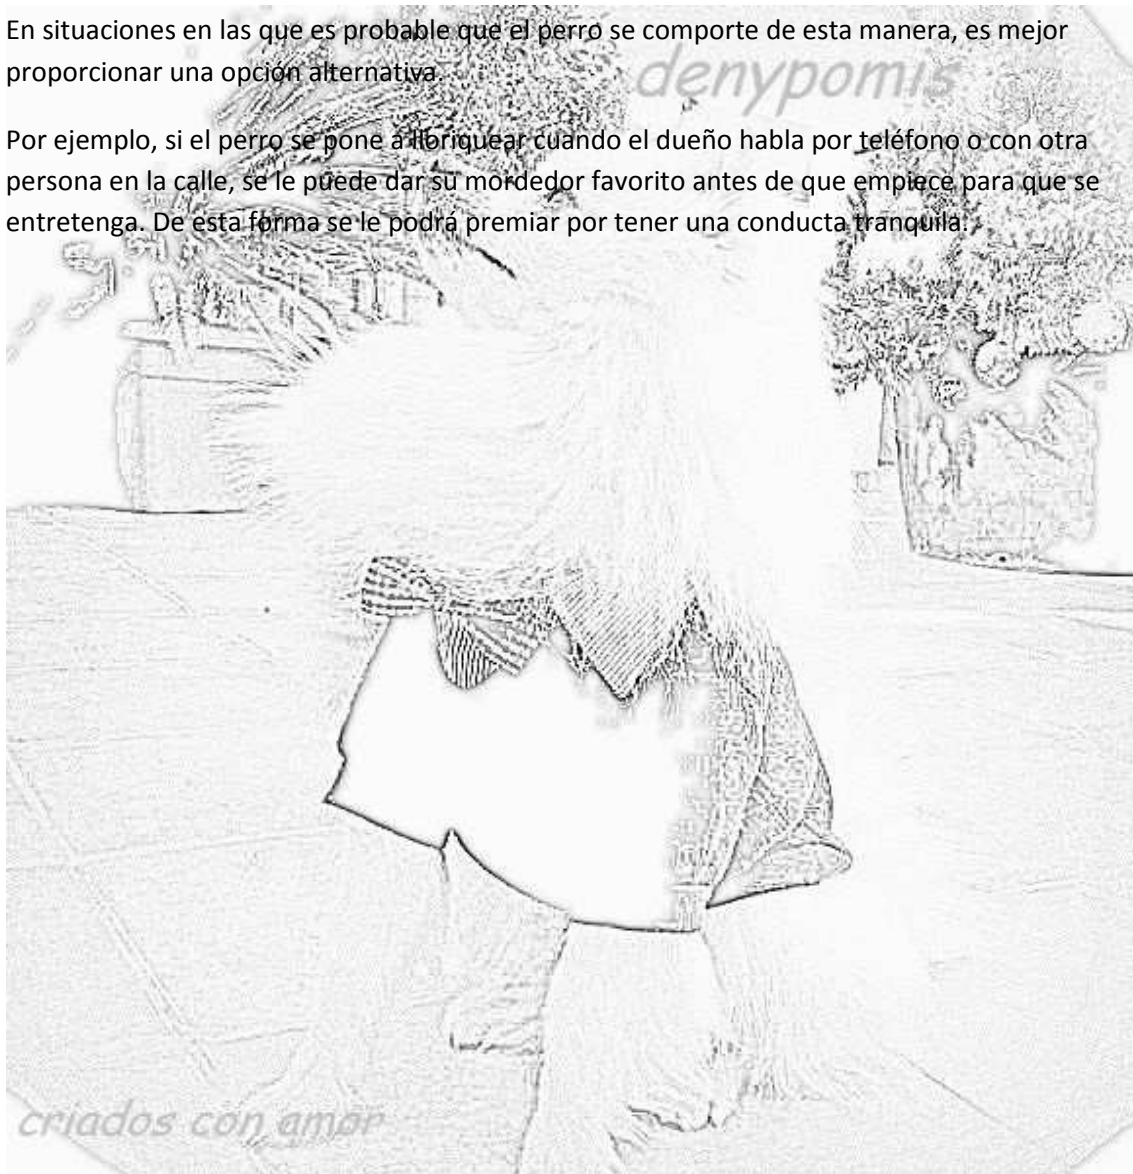 En situaciones en las que es probable que el perro se comporte de esta manera, es mejor
denypomis
proporcionar una opción alternativa.
Por ejemplo, si el perro se pone a lloriquear cuando el dueño habla por teléfono o con otra
persona en la calle, se le puede dar su mordedor favorito antes de que empiece para que se
entretenga. De esta forma se le podrá premiar por tener una conducta tranquila.
criados con amor